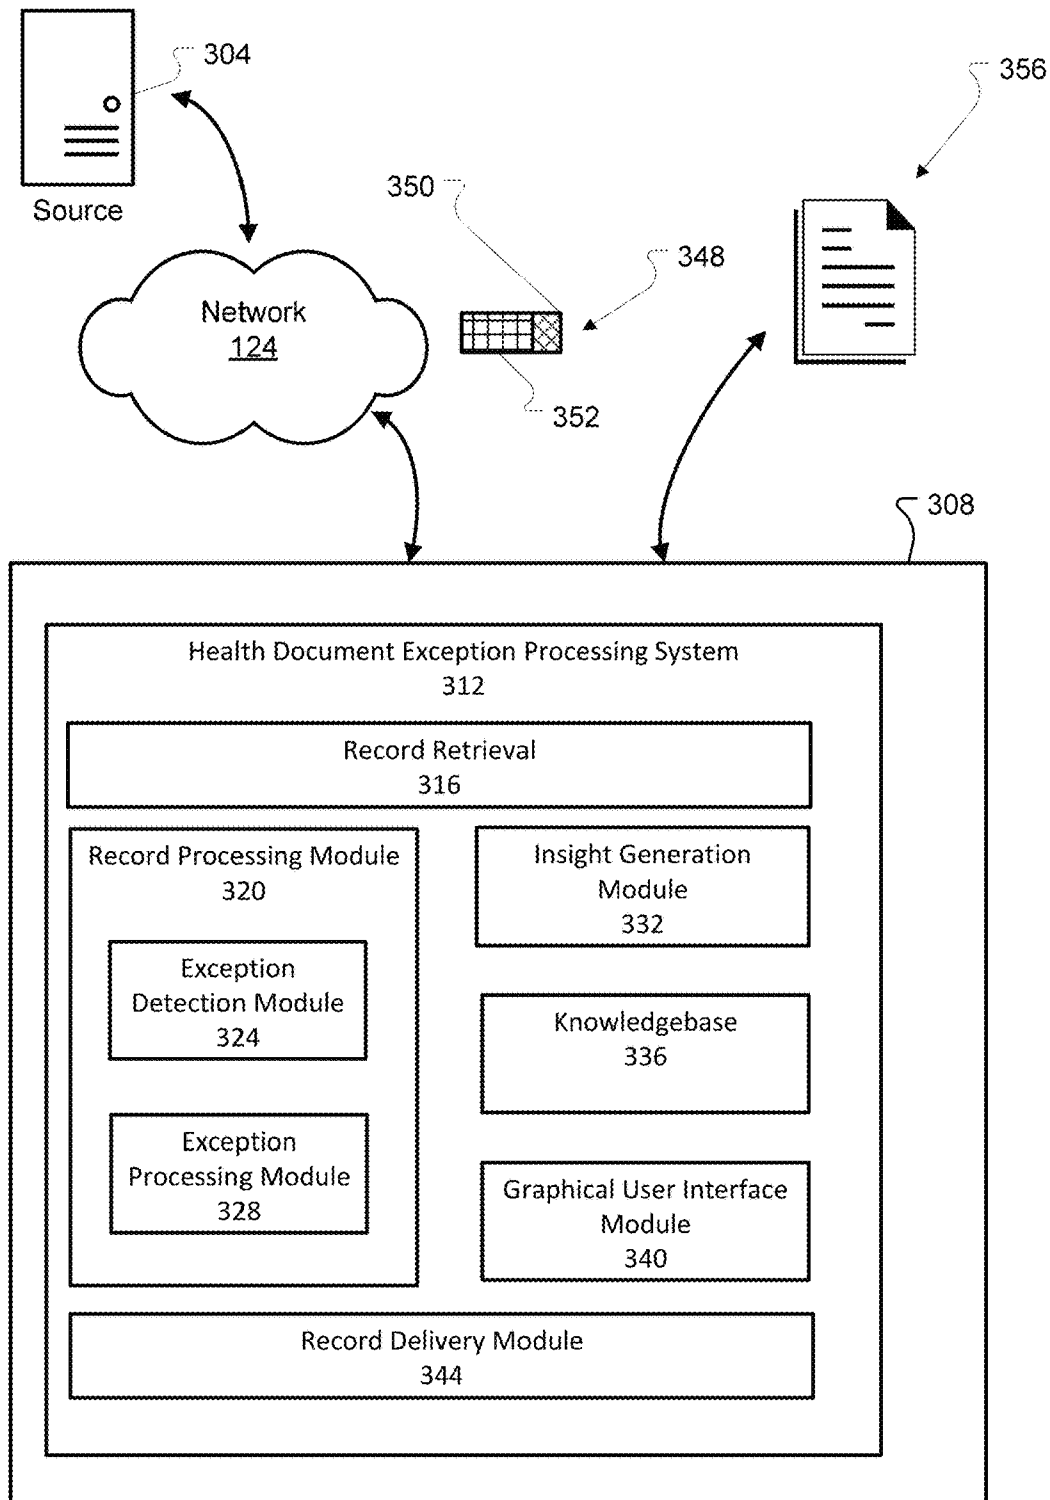 304
356
Source
350
348
Network
124
352
308
Health Document Exception Processing System
312
Record Retrieval
316
Record Processing Module
320
Exception
Detection Module
324
Exception
Processing Module
328
Insight Generation
Module
332
Knowledgebase
336
Graphical User Interface
Module
340
Record Delivery Module
344